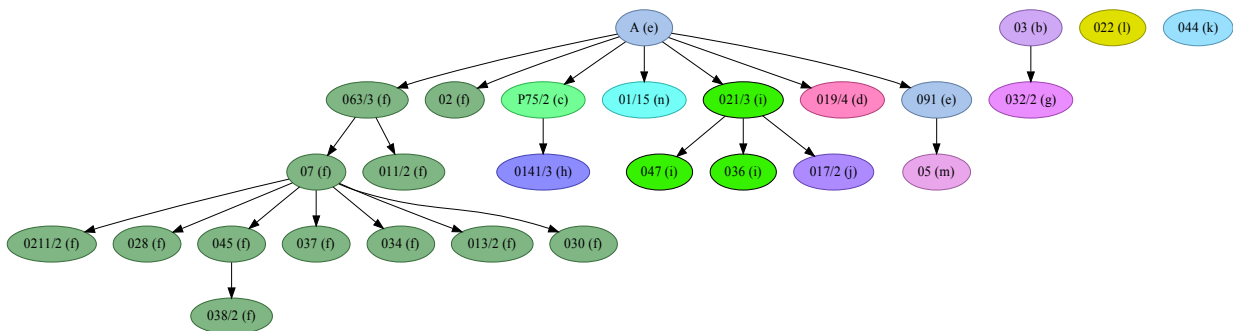 A (e)
03 (b)
022 (l)
044 (k)
063/3 (f)
02 (f)
P75/2 (c)
01/15 (n)
021/3 (i)
019/4 (d)
091 (e)
032/2 (g)
07 (f)
011/2 (f)
0141/3 (h)
047 (i)
036 (i)
017/2 (j)
05 (m)
0211/2 (f)
028 (f)
045 (f)
037 (f)
034 (f)
013/2 (f)
030 (f)
038/2 (f)